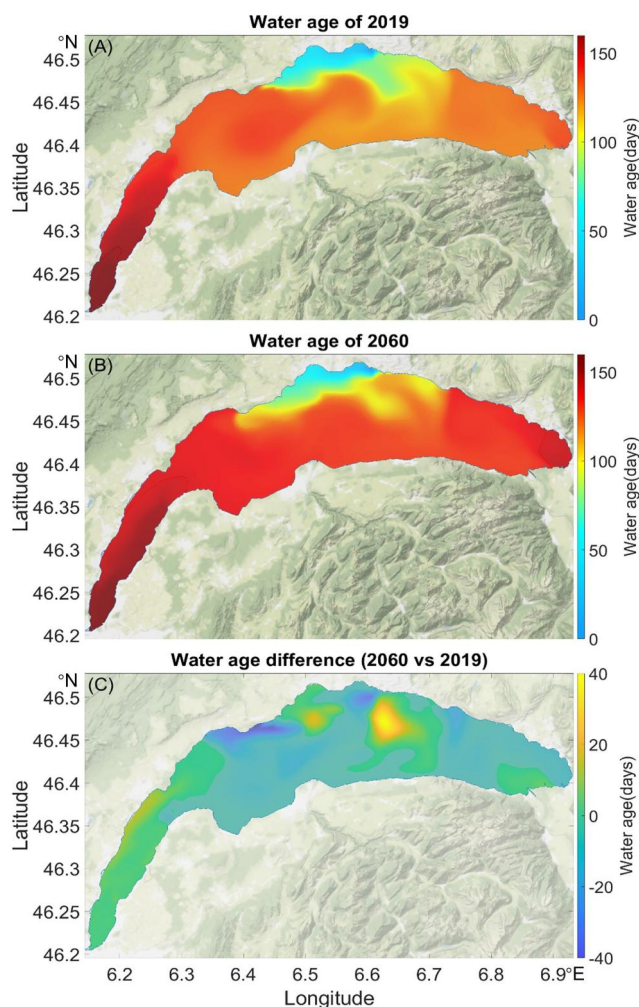 Water age of 2019
°N
(A)
46.5
46.45
46.4
46.35
46.3
46.25
46.2
Latitude
150
100
50
0
Water age(days)
Water age of 2060
°N
(B)
46.5
46.45
46.4
46.35
46.3
46.25
46.2
Latitude
150
100
50
0
Water age(days)
Water age difference (2060 vs 2019)
°N
(C)
46.5
46.45
46.4
46.35
46.3
46.25
46.2
Latitude
40
20
0
-20
-40
Water age(days)
6.2 6.3 6.4 6.5 6.6 6.7 6.8 6.9°E
Longitude